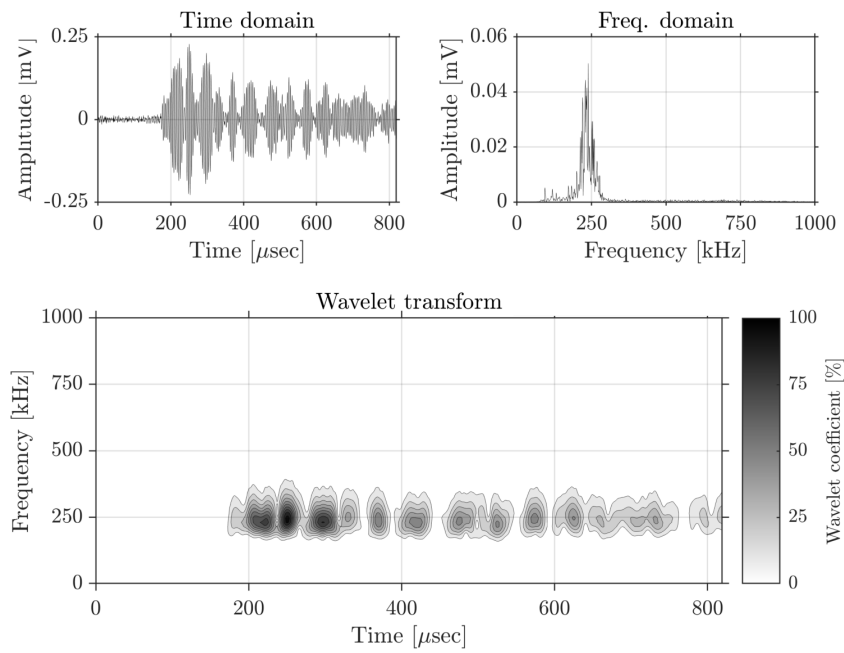 Time domain
Amplitude [mV]
0.25
0
-0.25
0 200 400 600 800
Time [μsec]
Freq. domain
Amplitude [mV]
0.06
0.04
0.02
0
0 250 500 750 1000
Frequency [kHz]
Wavelet transform
Frequency [kHz]
1000
750
500
250
0
0 200 400 600 800
Time [μsec]
100
75
50
25
0
Wavelet coefficient [%]